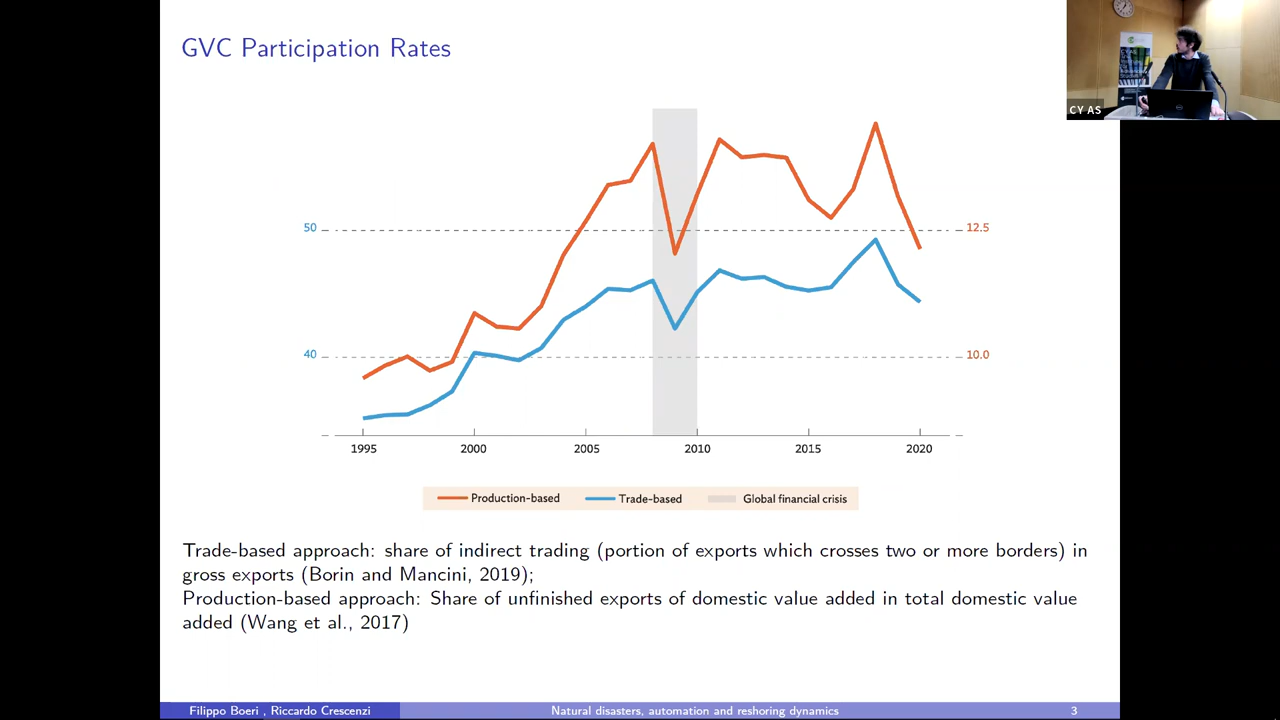 GVC Participation Rates
CY AS
50
12.5
40
10.0
1995 2000 2005 2010 2015 2020
Production-based Trade-based Global financial crisis
Trade-based approach: share of indirect trading (portion of exports which crosses two or more borders) in
gross exports (Borin and Mancini, 2019);
Production-based approach: Share of unfinished exports of domestic value added in total domestic value
added (Wang et al., 2017)
Filippo Boeri , Riccardo Crescenzi Natural disasters, automation and reshoring dynamics 3